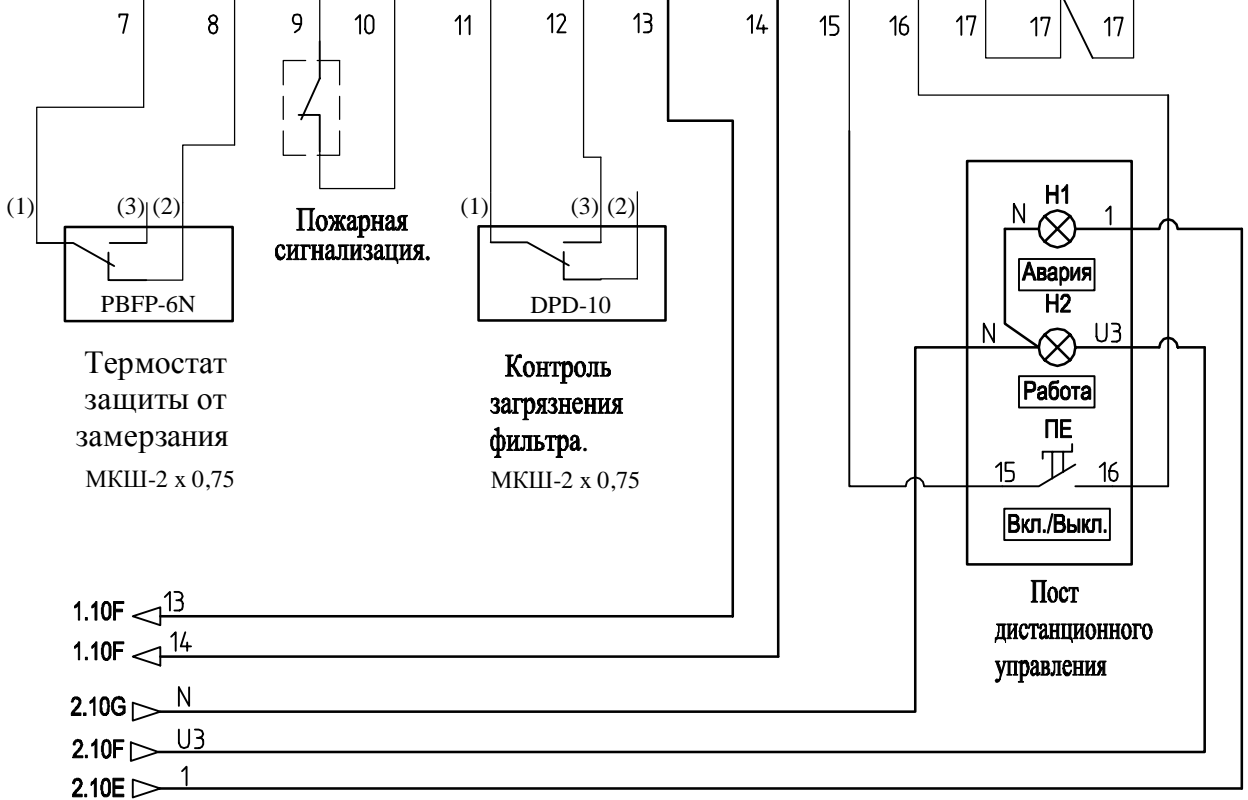 7 8 9 10 11 12 13 14 15 16 17 17 17
(1) (3) (2)
PBFP-6N
Термостат
защиты от
замерзания
МКШ-2 х 0,75
Пожарная
сигнализация.
(1) (3) (2)
DPD-10
Контроль
загрязнения
фильтра.
МКШ-2 х 0,75
H1
N 1
Авария
H2
N U3
Работа
ПЕ
15 16
Вкл./Выкл.
Пост
дистанционного
управления
1.10F 13
1.10F 14
2.10G N
2.10F U3
2.10E 1